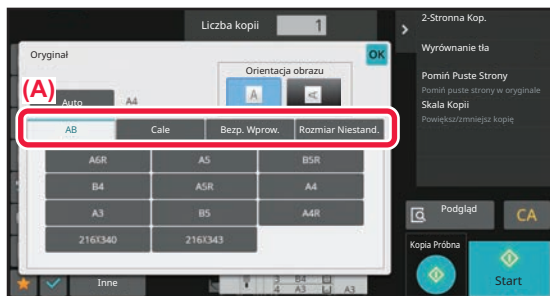 Liczba kopii 1
2-Stronna Kop.
Wyrównanie tła
Pomiń Puste Strony
Pomiń puste strony w oryginale
Skala Kopii
Powiększ/zmniejsz kopię
Oryginał
OK
Orientacja obrazu
(A)
Auto A4
A A
AB Cale Bezp. Wprow. Rozmiar Niestand.
A6R A5 B5R
B4 A5R A4
A3 B5 A4R
216X340 216X343
Podgląd
CA
Kopia Próbna
Start
Inne
3 B4
4 A3 A3